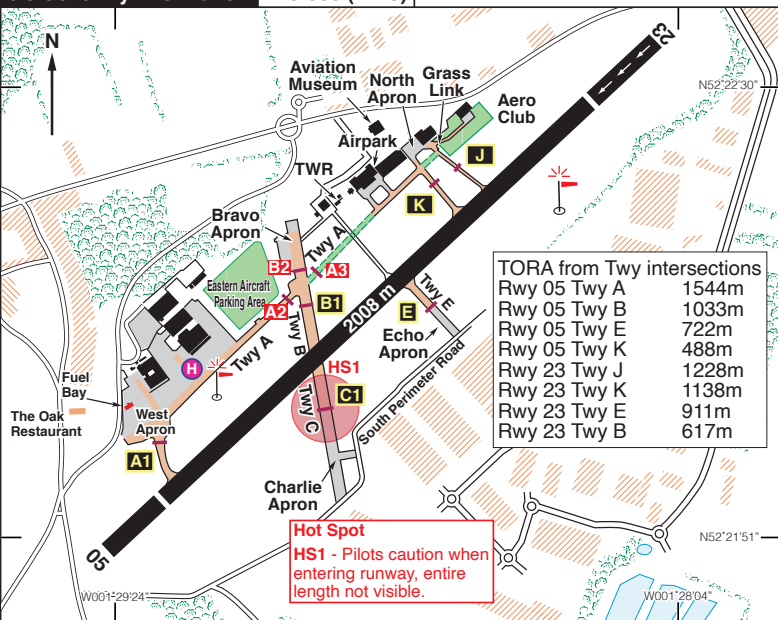 N
23
N52°22'30"
Aviation
Museum
North
Apron
Grass
Link
Aero
Club
Airpark
J
TWR
K
Bravo
Apron
Twy A
B2
A3
Eastern Aircraft
Parking Area
A2
B1
Twy B
2008 m
Twy E
E
Echo
Apron
TORA from Twy intersections
Rwy 05 Twy A 1544m
Rwy 05 Twy B 1033m
Rwy 05 Twy E 722m
Rwy 05 Twy K 488m
Rwy 23 Twy J 1228m
Rwy 23 Twy K 1138m
Rwy 23 Twy E 911m
Rwy 23 Twy B 617m
H
Twy A
HS1
C1
Twy C
South Perimeter Road
Fuel
Bay
The Oak
Restaurant
West
Apron
A1
Charlie
Apron
05
Hot Spot
HS1 - Pilots caution when
entering runway, entire
length not visible.
N52°21'51"
W001°29'24"
W001°28'04"